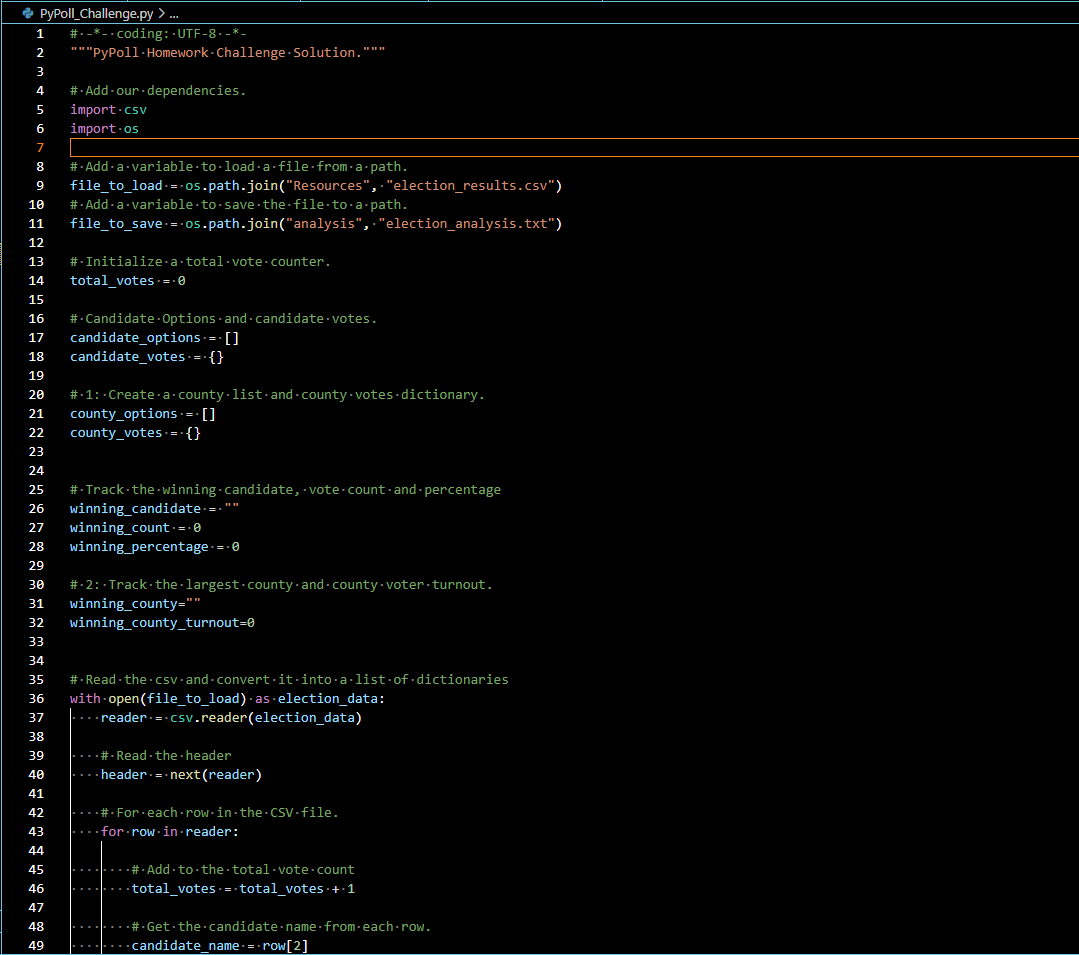 PyPoll_Challenge.py > ...
1 # -*- coding: UTF-8 -*-
2 """PyPoll Homework Challenge Solution."""
3
4 # Add our dependencies.
5 import csv
6 import os
7
8 # Add a variable to load a file from a path.
9 file_to_load = os.path.join("Resources", "election_results.csv")
10 # Add a variable to save the file to a path.
11 file_to_save = os.path.join("analysis", "election_analysis.txt")
12
13 # Initialize a total vote counter.
14 total_votes = 0
15
16 # Candidate Options and candidate votes.
17 candidate_options = []
18 candidate_votes = {}
19
20 # 1: Create a county list and county votes dictionary.
21 county_options = []
22 county_votes = {}
23
24
25 # Track the winning candidate, vote count and percentage
26 winning_candidate = ""
27 winning_count = 0
28 winning_percentage = 0
29
30 # 2: Track the largest county and county voter turnout.
31 winning_county=""
32 winning_county_turnout=0
33
34
35 # Read the csv and convert it into a list of dictionaries
36 with open(file_to_load) as election_data:
37     reader = csv.reader(election_data)
38
39     # Read the header
40     header = next(reader)
41
42     # For each row in the CSV file.
43     for row in reader:
44
45         # Add to the total vote count
46         total_votes = total_votes + 1
47
48         # Get the candidate name from each row.
49         candidate_name = row[2]